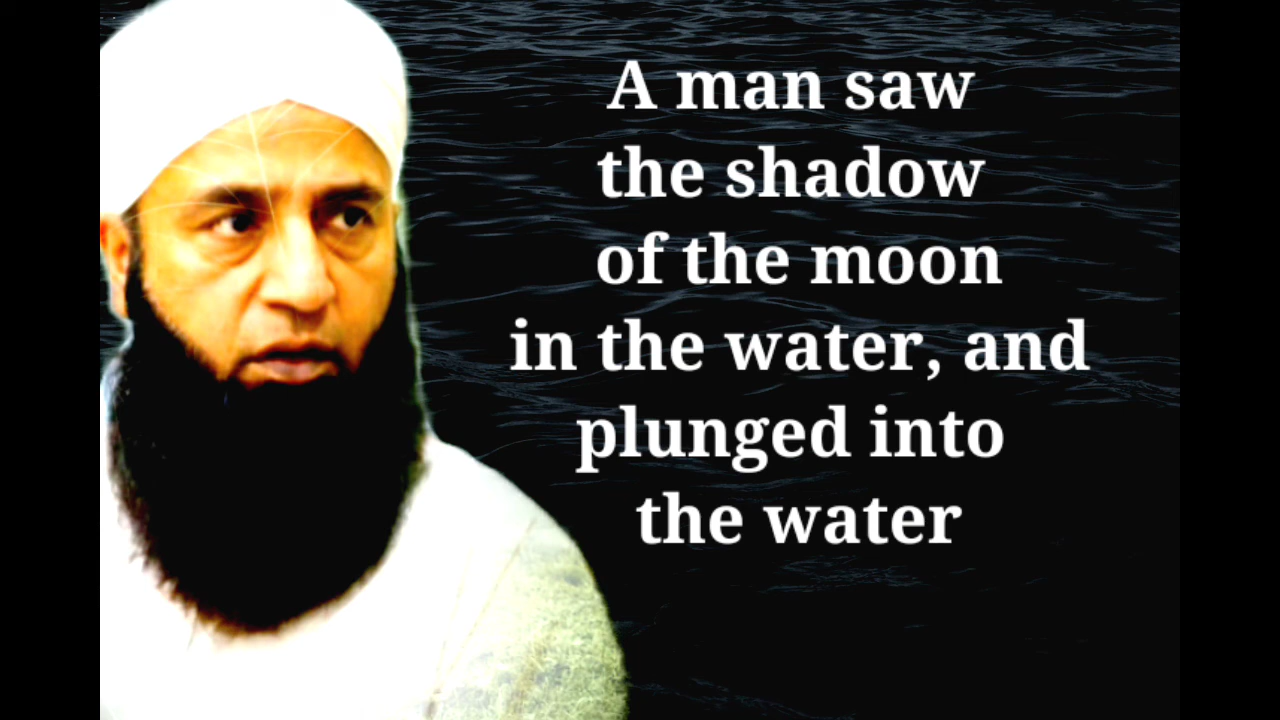 A man saw
the shadow
of the moon
in the water, and
plunged into
the water